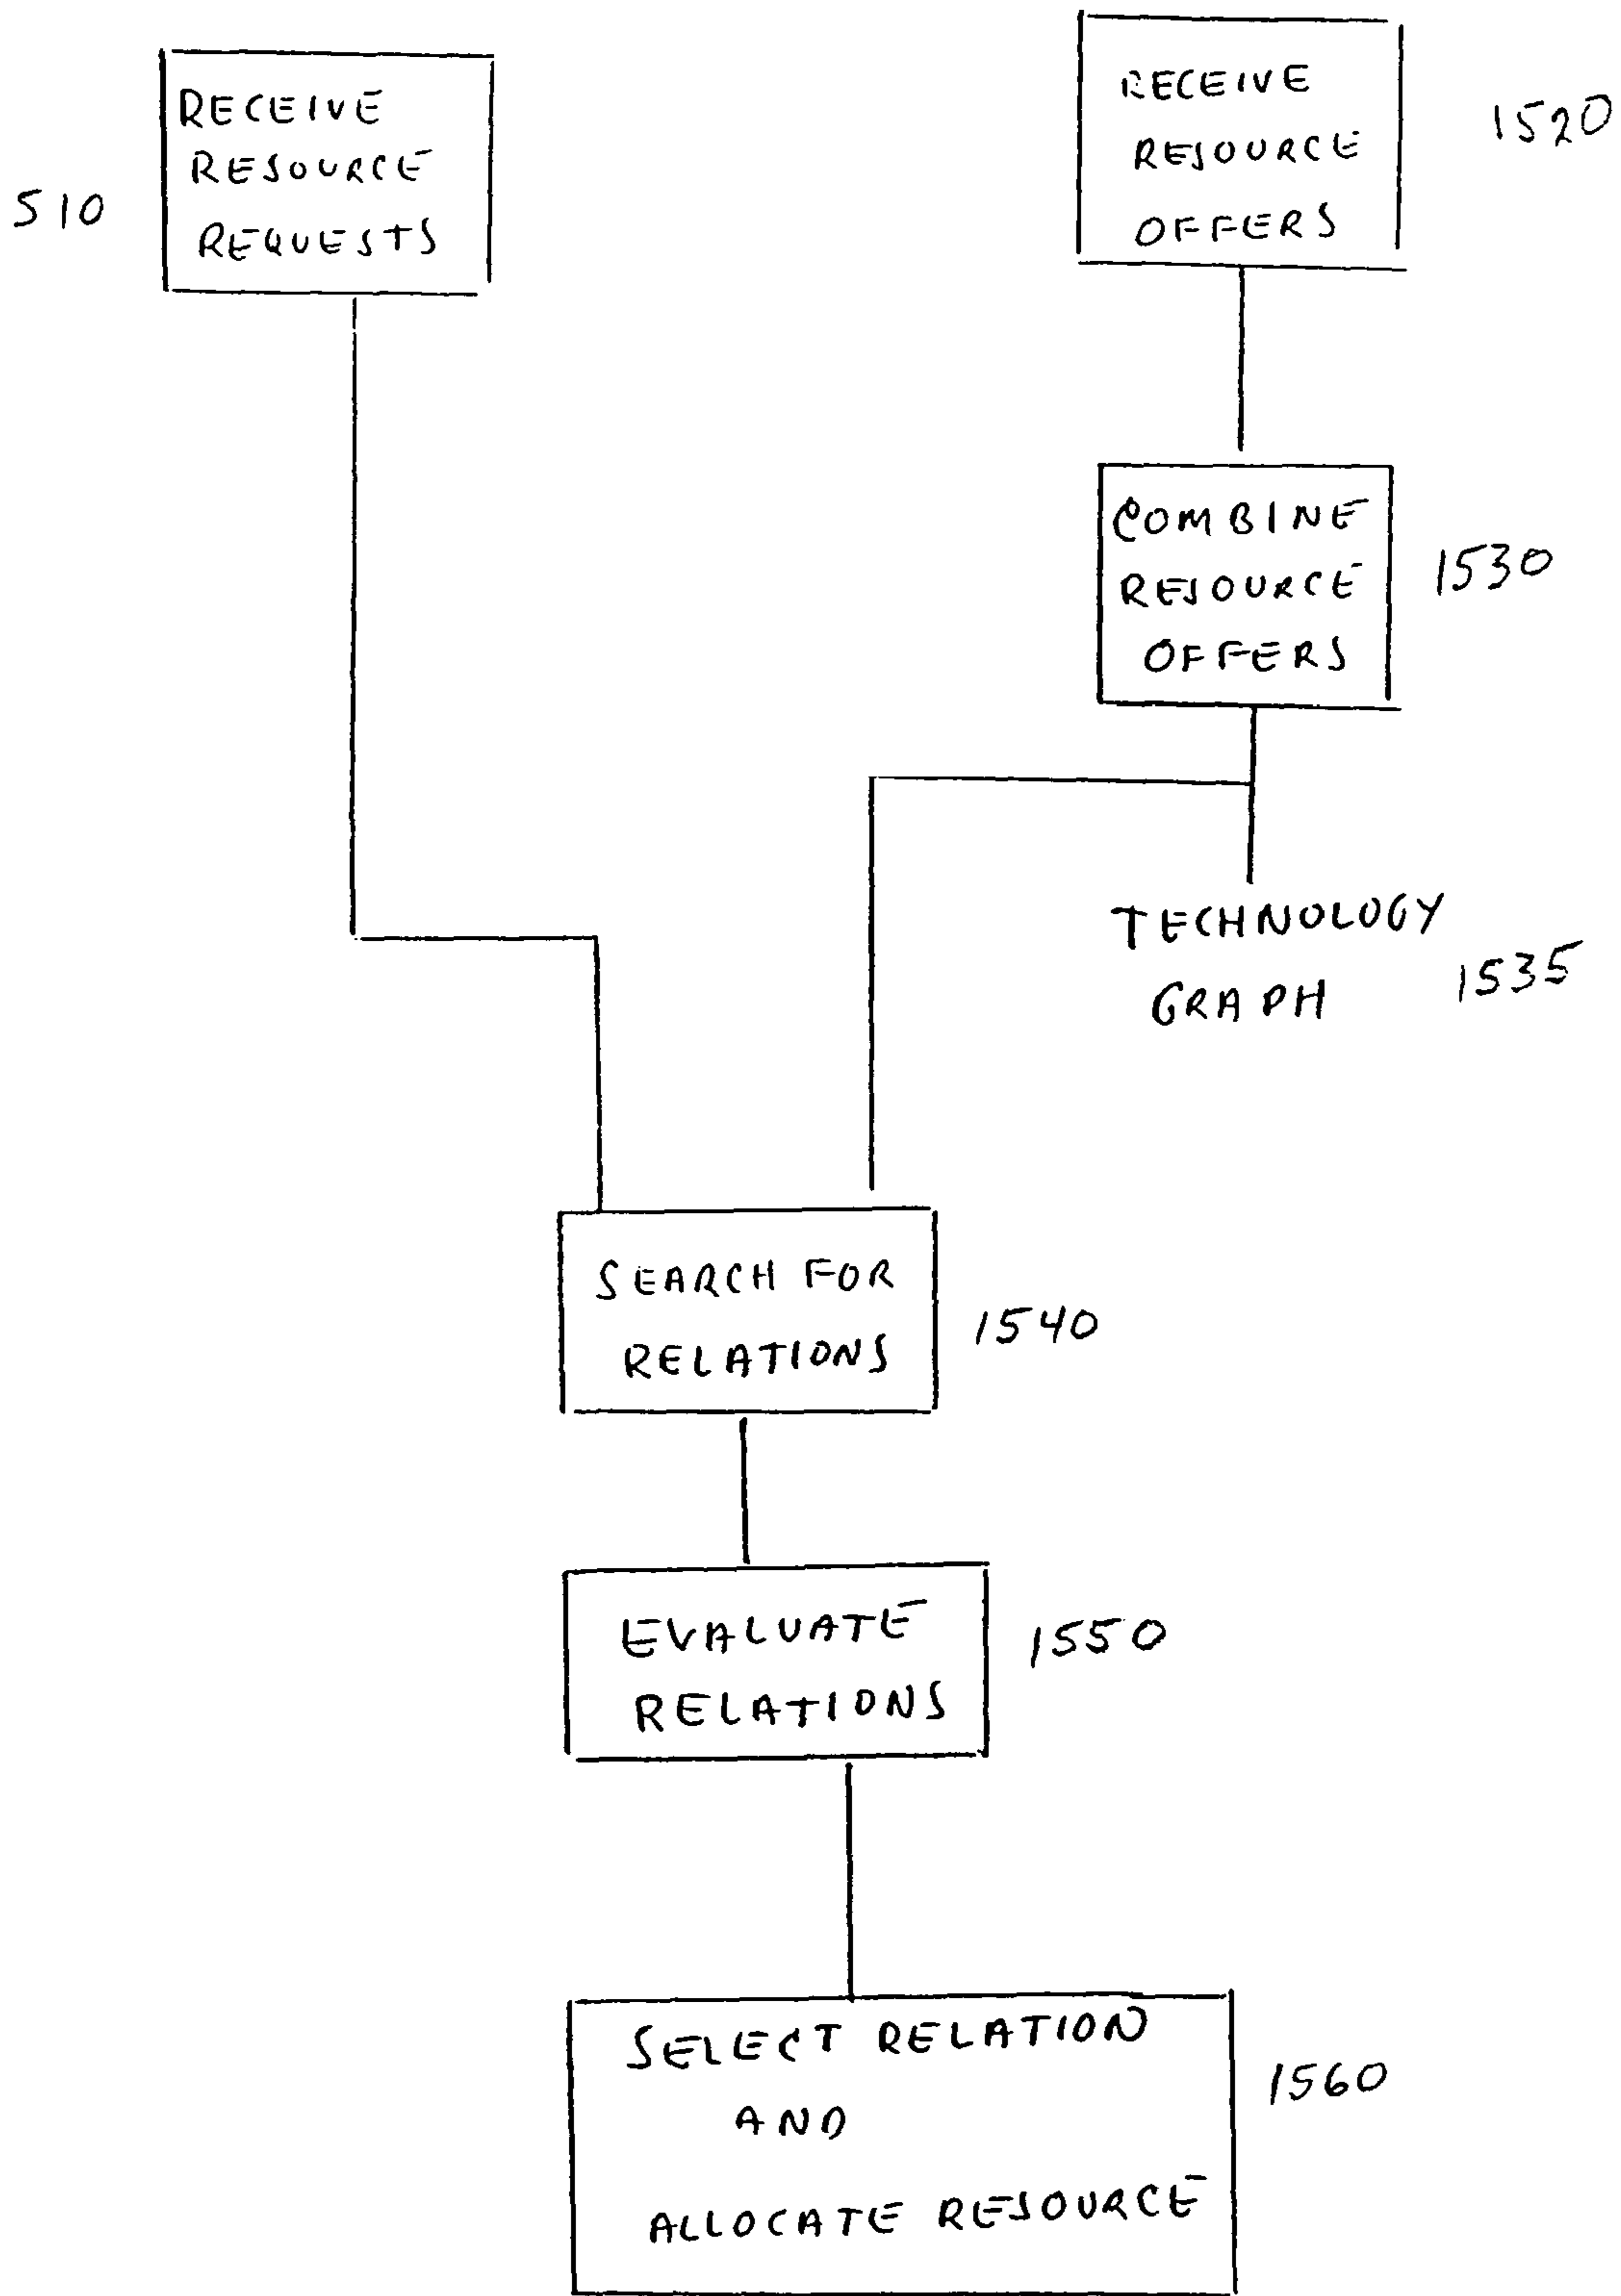 RECEIVE
RESOURCE
REQUESTS
510
RECEIVE
RESOURCE
OFFERS
1520
COMBINE
RESOURCE
OFFERS
1530
TECHNOLOGY
GRAPH
1535
SEARCH FOR
RELATIONS
1540
EVALUATE
RELATIONS
1550
SELECT RELATION
AND
ALLOCATE RESOURCE
1560